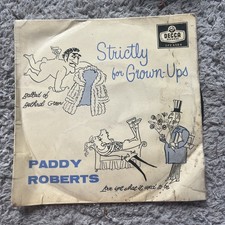 Strictly
for Grown-Ups
DECCA
Ballad of
Bethnal Green
PADDY
ROBERTS
Love isn't what it used to be